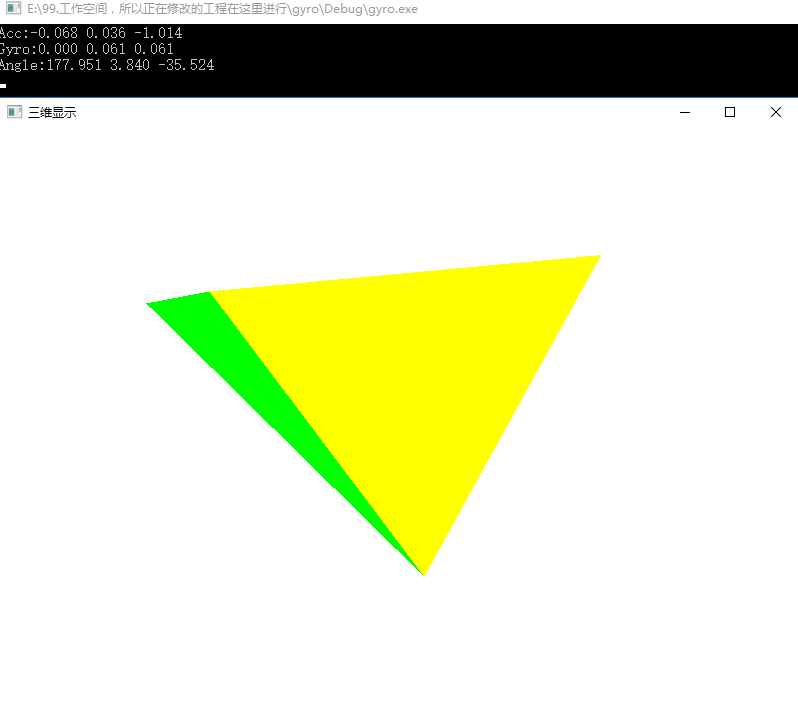 E:\99.工作空间，所以正在修改的工程在这里进行\gyro\Debug\gyro.exe
Acc:-0.068 0.036 -1.014
Gyro:0.000 0.061 0.061
Angle:177.951 3.840 -35.524
三维显示